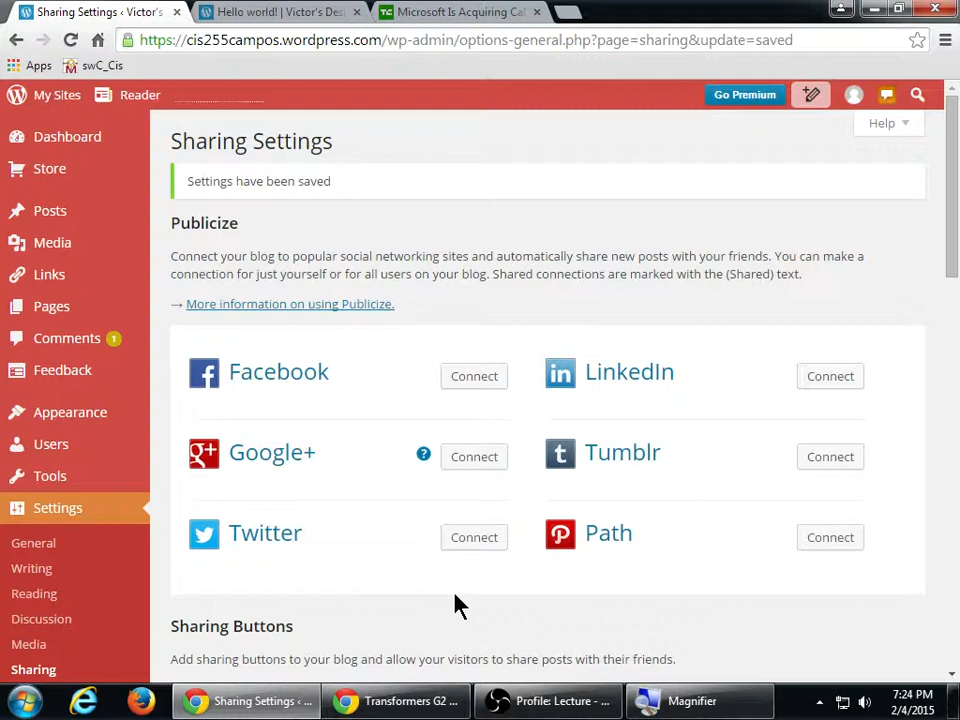 Sharing Settings ‹ Victor's
Hello world! | Victor's Des
Microsoft Is Acquiring Cal
https://cis255campos.wordpress.com/wp-admin/options-general.php?page=sharing&update=saved
Apps
swC_Cis
My Sites
Reader
Go Premium
Help
Dashboard
Store
Posts
Media
Links
Pages
Comments 1
Feedback
Appearance
Users
Tools
Settings
General
Writing
Reading
Discussion
Media
Sharing
Sharing Settings
Settings have been saved
Publicize
Connect your blog to popular social networking sites and automatically share new posts with your friends. You can make a
connection for just yourself or for all users on your blog. Shared connections are marked with the (Shared) text.
→ More information on using Publicize.
Facebook Connect
LinkedIn Connect
Google+ ? Connect
Tumblr Connect
Twitter Connect
Path Connect
Sharing Buttons
Add sharing buttons to your blog and allow your visitors to share posts with their friends.
Sharing Settings ‹ ...
Transformers G2 ...
Profile: Lecture - ...
Magnifier
7:24 PM
2/4/2015